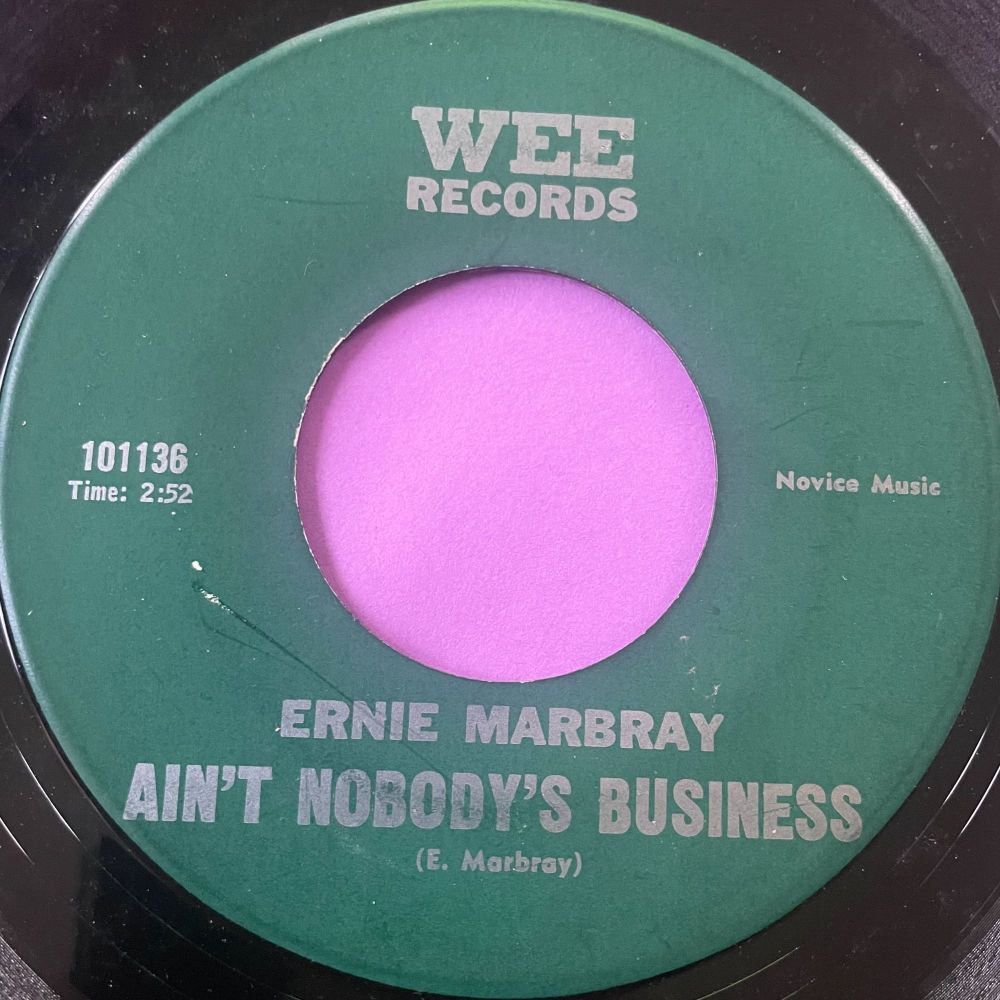 WEE
RECORDS
101136
Time: 2:52
Novice Music
ERNIE MARBRAY
AIN'T NOBODY'S BUSINESS
(E. Marbray)